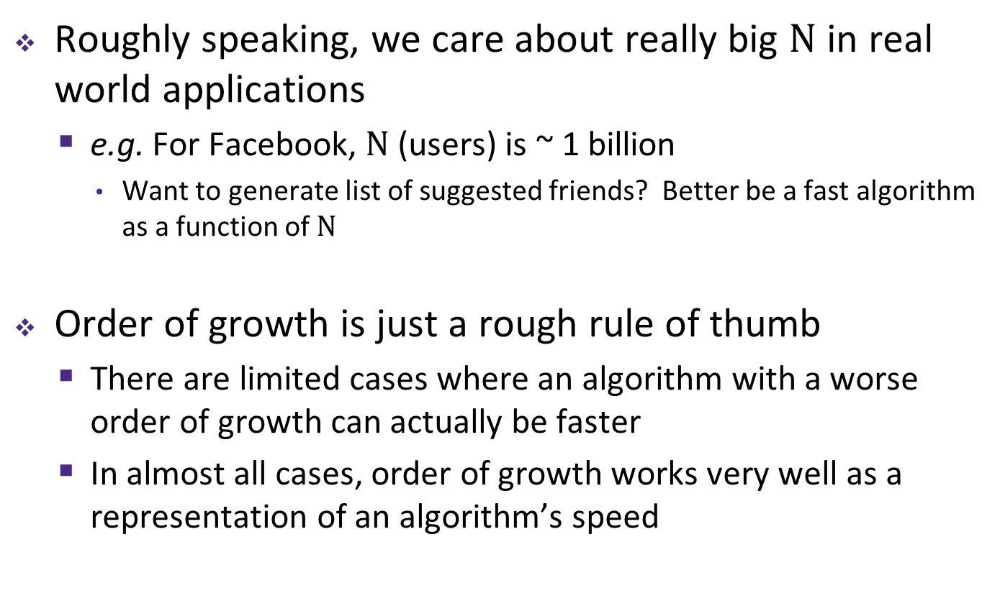 Roughly speaking, we care about really big N in real
world applications
e.g. For Facebook, N (users) is ~ 1 billion
Want to generate list of suggested friends?  Better be a fast algorithm
as a function of N
Order of growth is just a rough rule of thumb
There are limited cases where an algorithm with a worse
order of growth can actually be faster
In almost all cases, order of growth works very well as a
representation of an algorithm’s speed